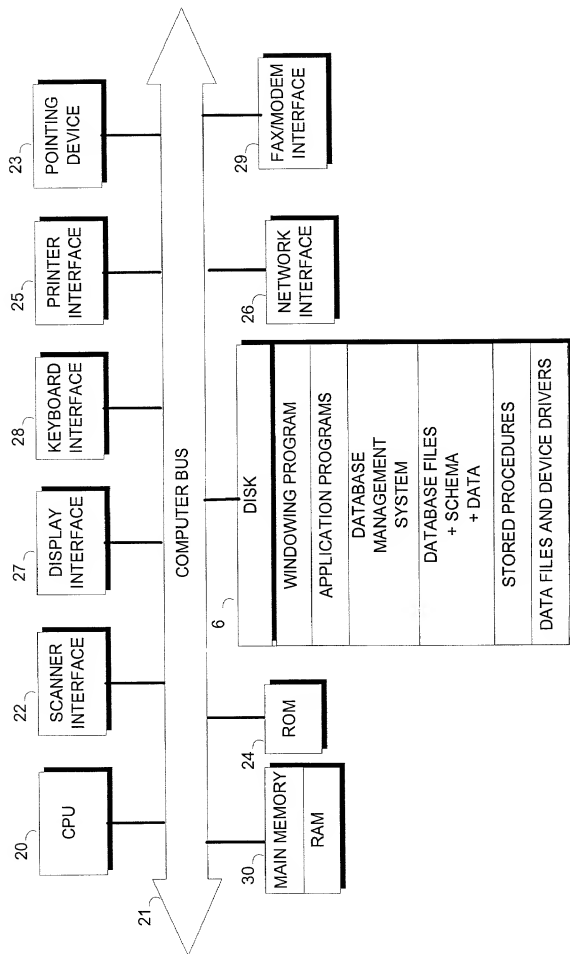 20
CPU
22
SCANNER
INTERFACE
27
DISPLAY
INTERFACE
28
KEYBOARD
INTERFACE
25
PRINTER
INTERFACE
23
POINTING
DEVICE
21
COMPUTER BUS
30
MAIN MEMORY
RAM
24
ROM
6
DISK
WINDOWING PROGRAM
APPLICATION PROGRAMS
DATABASE
MANAGEMENT
SYSTEM
DATABASE FILES
+ SCHEMA
+ DATA
STORED PROCEDURES
DATA FILES AND DEVICE DRIVERS
26
NETWORK
INTERFACE
29
FAX/MODEM
INTERFACE